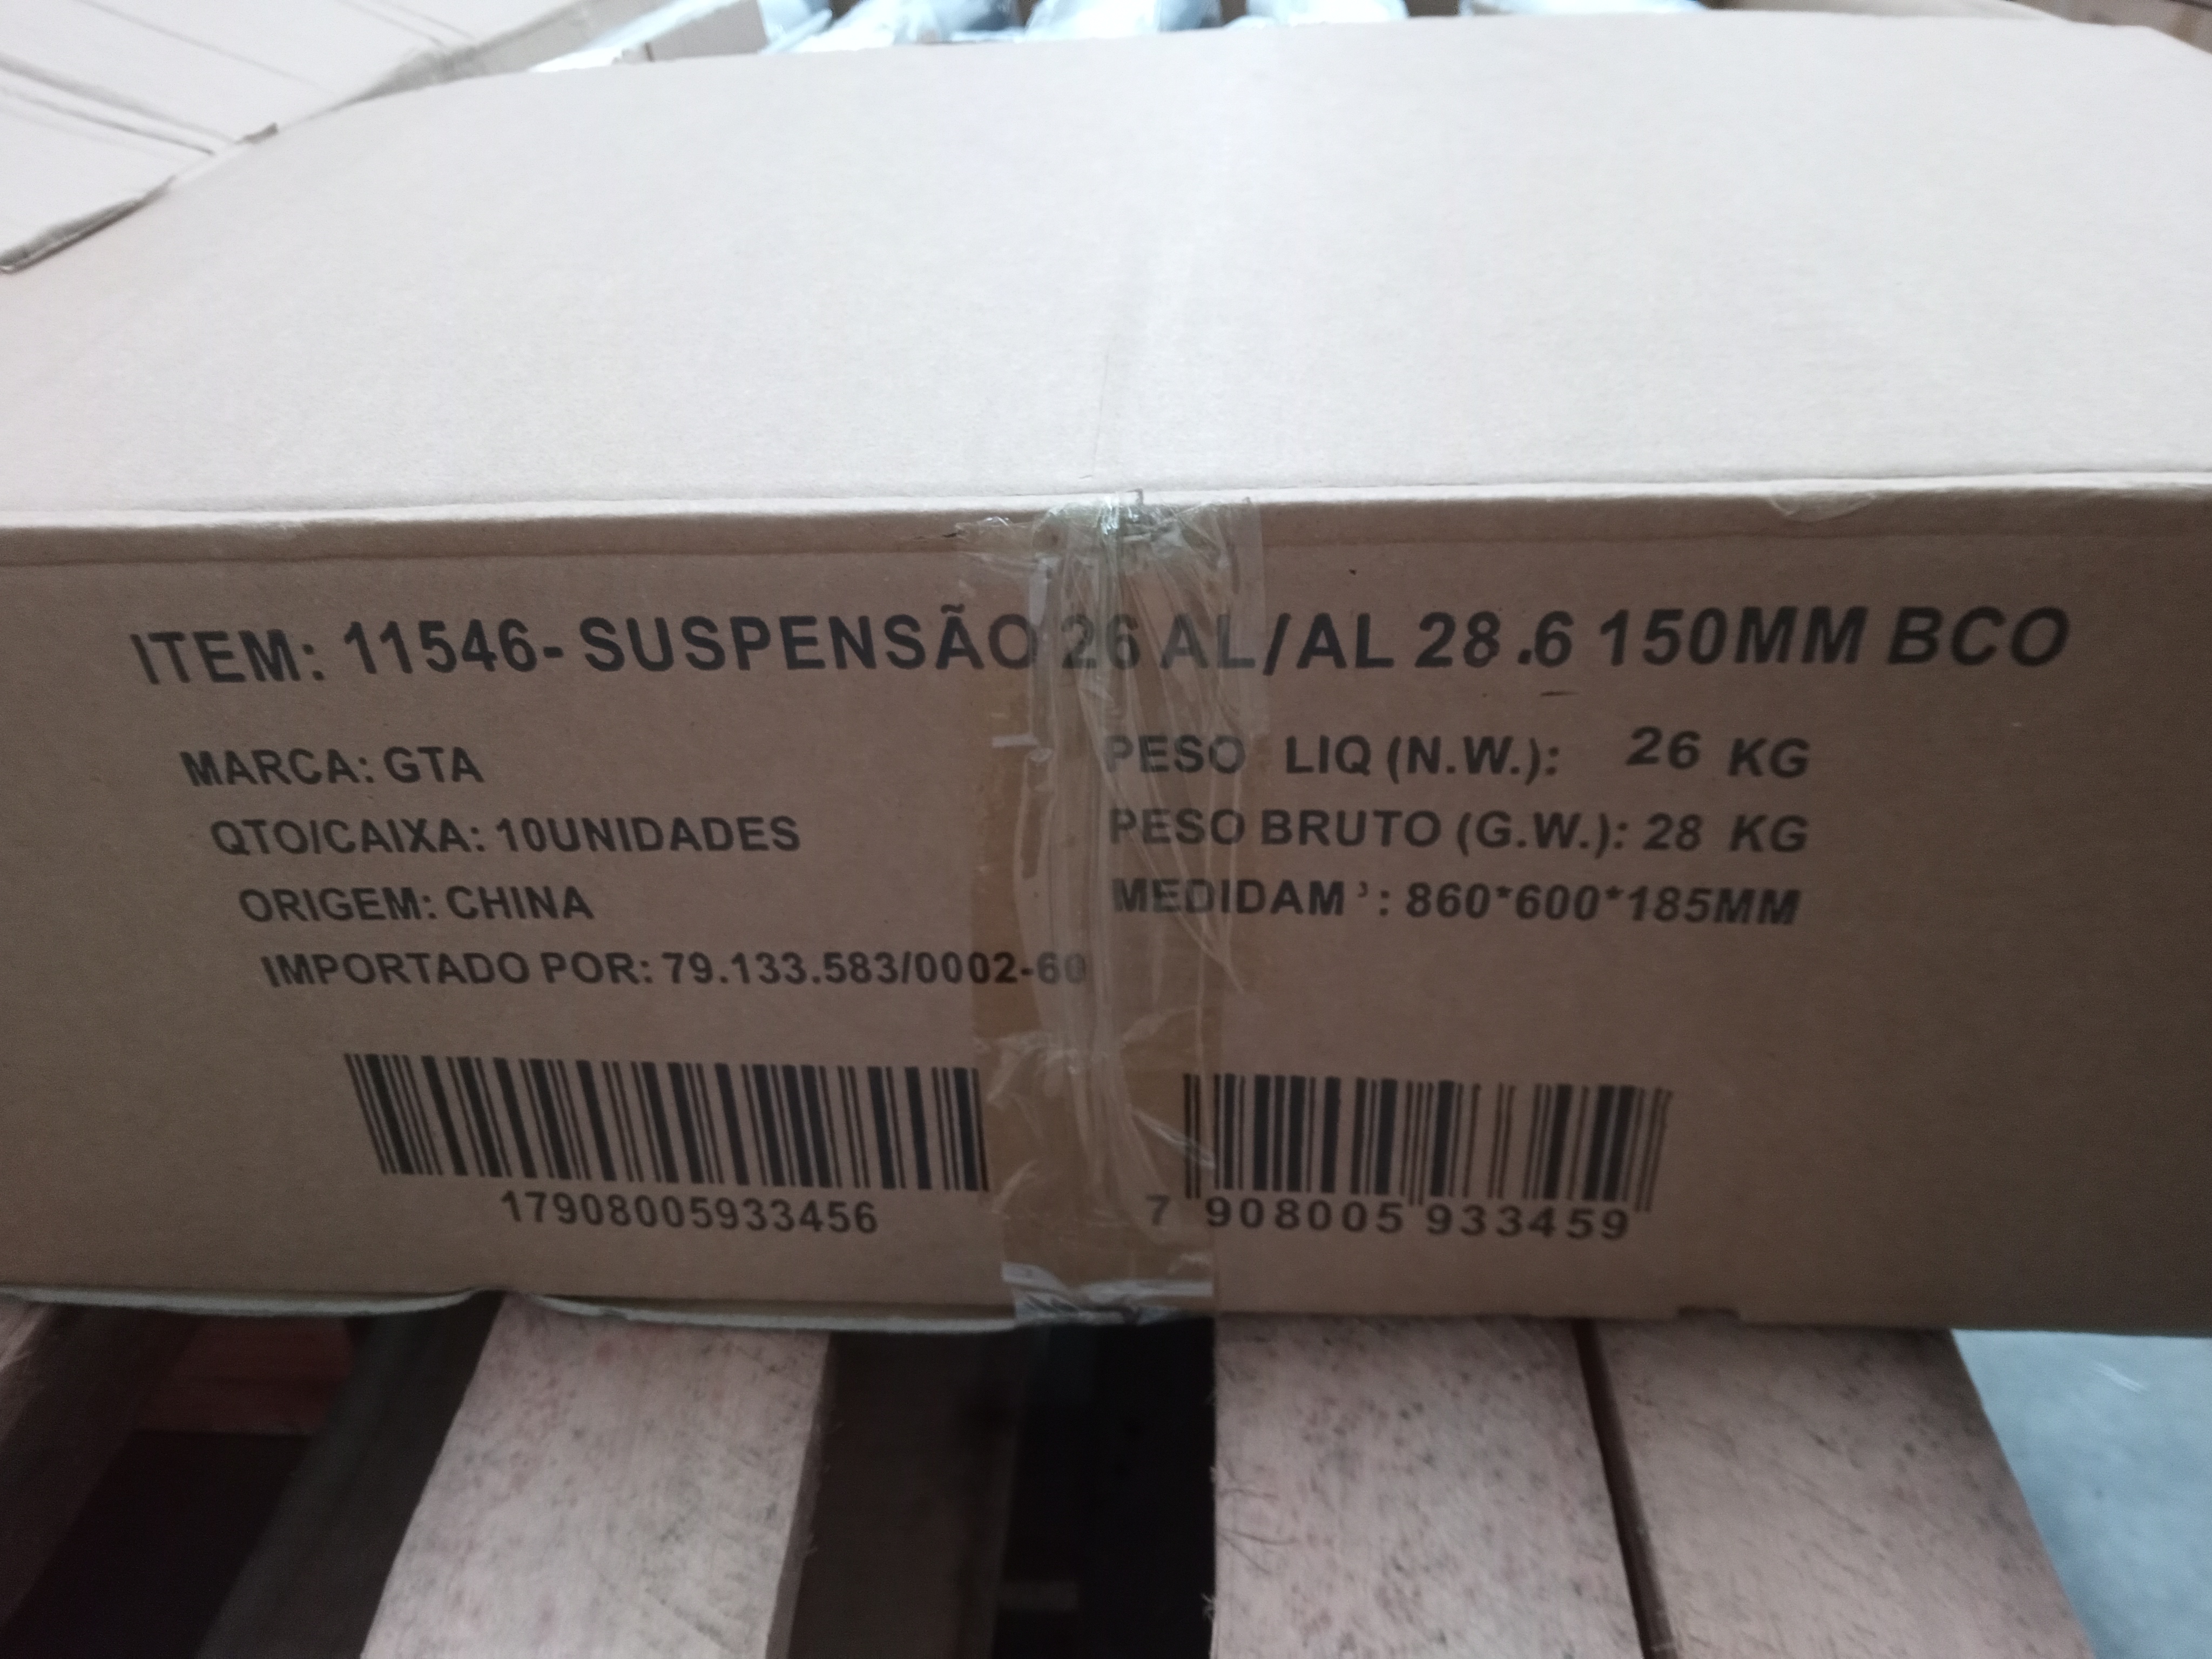 ITEM: 11546- SUSPENSÃO 26 AL/AL 28.6 150MM BCO
MARCA: GTA
QTO/CAIXA: 10UNIDADES
ORIGEM: CHINA
IMPORTADO POR: 79.133.583/0002-60
PESO LIQ (N.W.): 26 KG
PESO BRUTO (G.W.): 28 KG
MEDIDAM³: 860*600*185MM
17908005933456
7 908005 933459